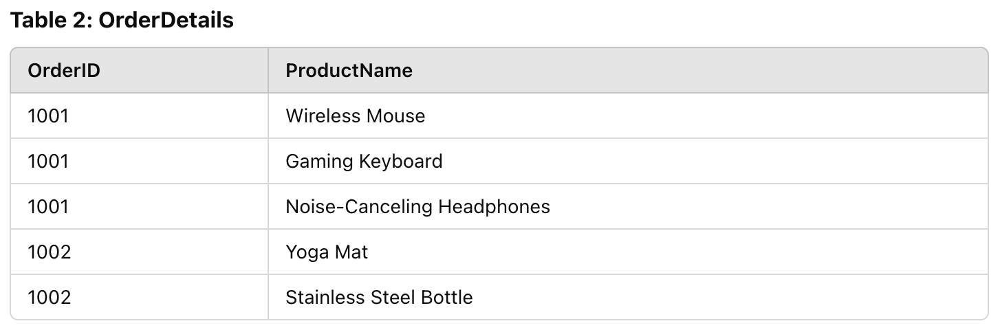 Table 2: OrderDetails
OrderID ProductName
1001 Wireless Mouse
1001 Gaming Keyboard
1001 Noise-Canceling Headphones
1002 Yoga Mat
1002 Stainless Steel Bottle